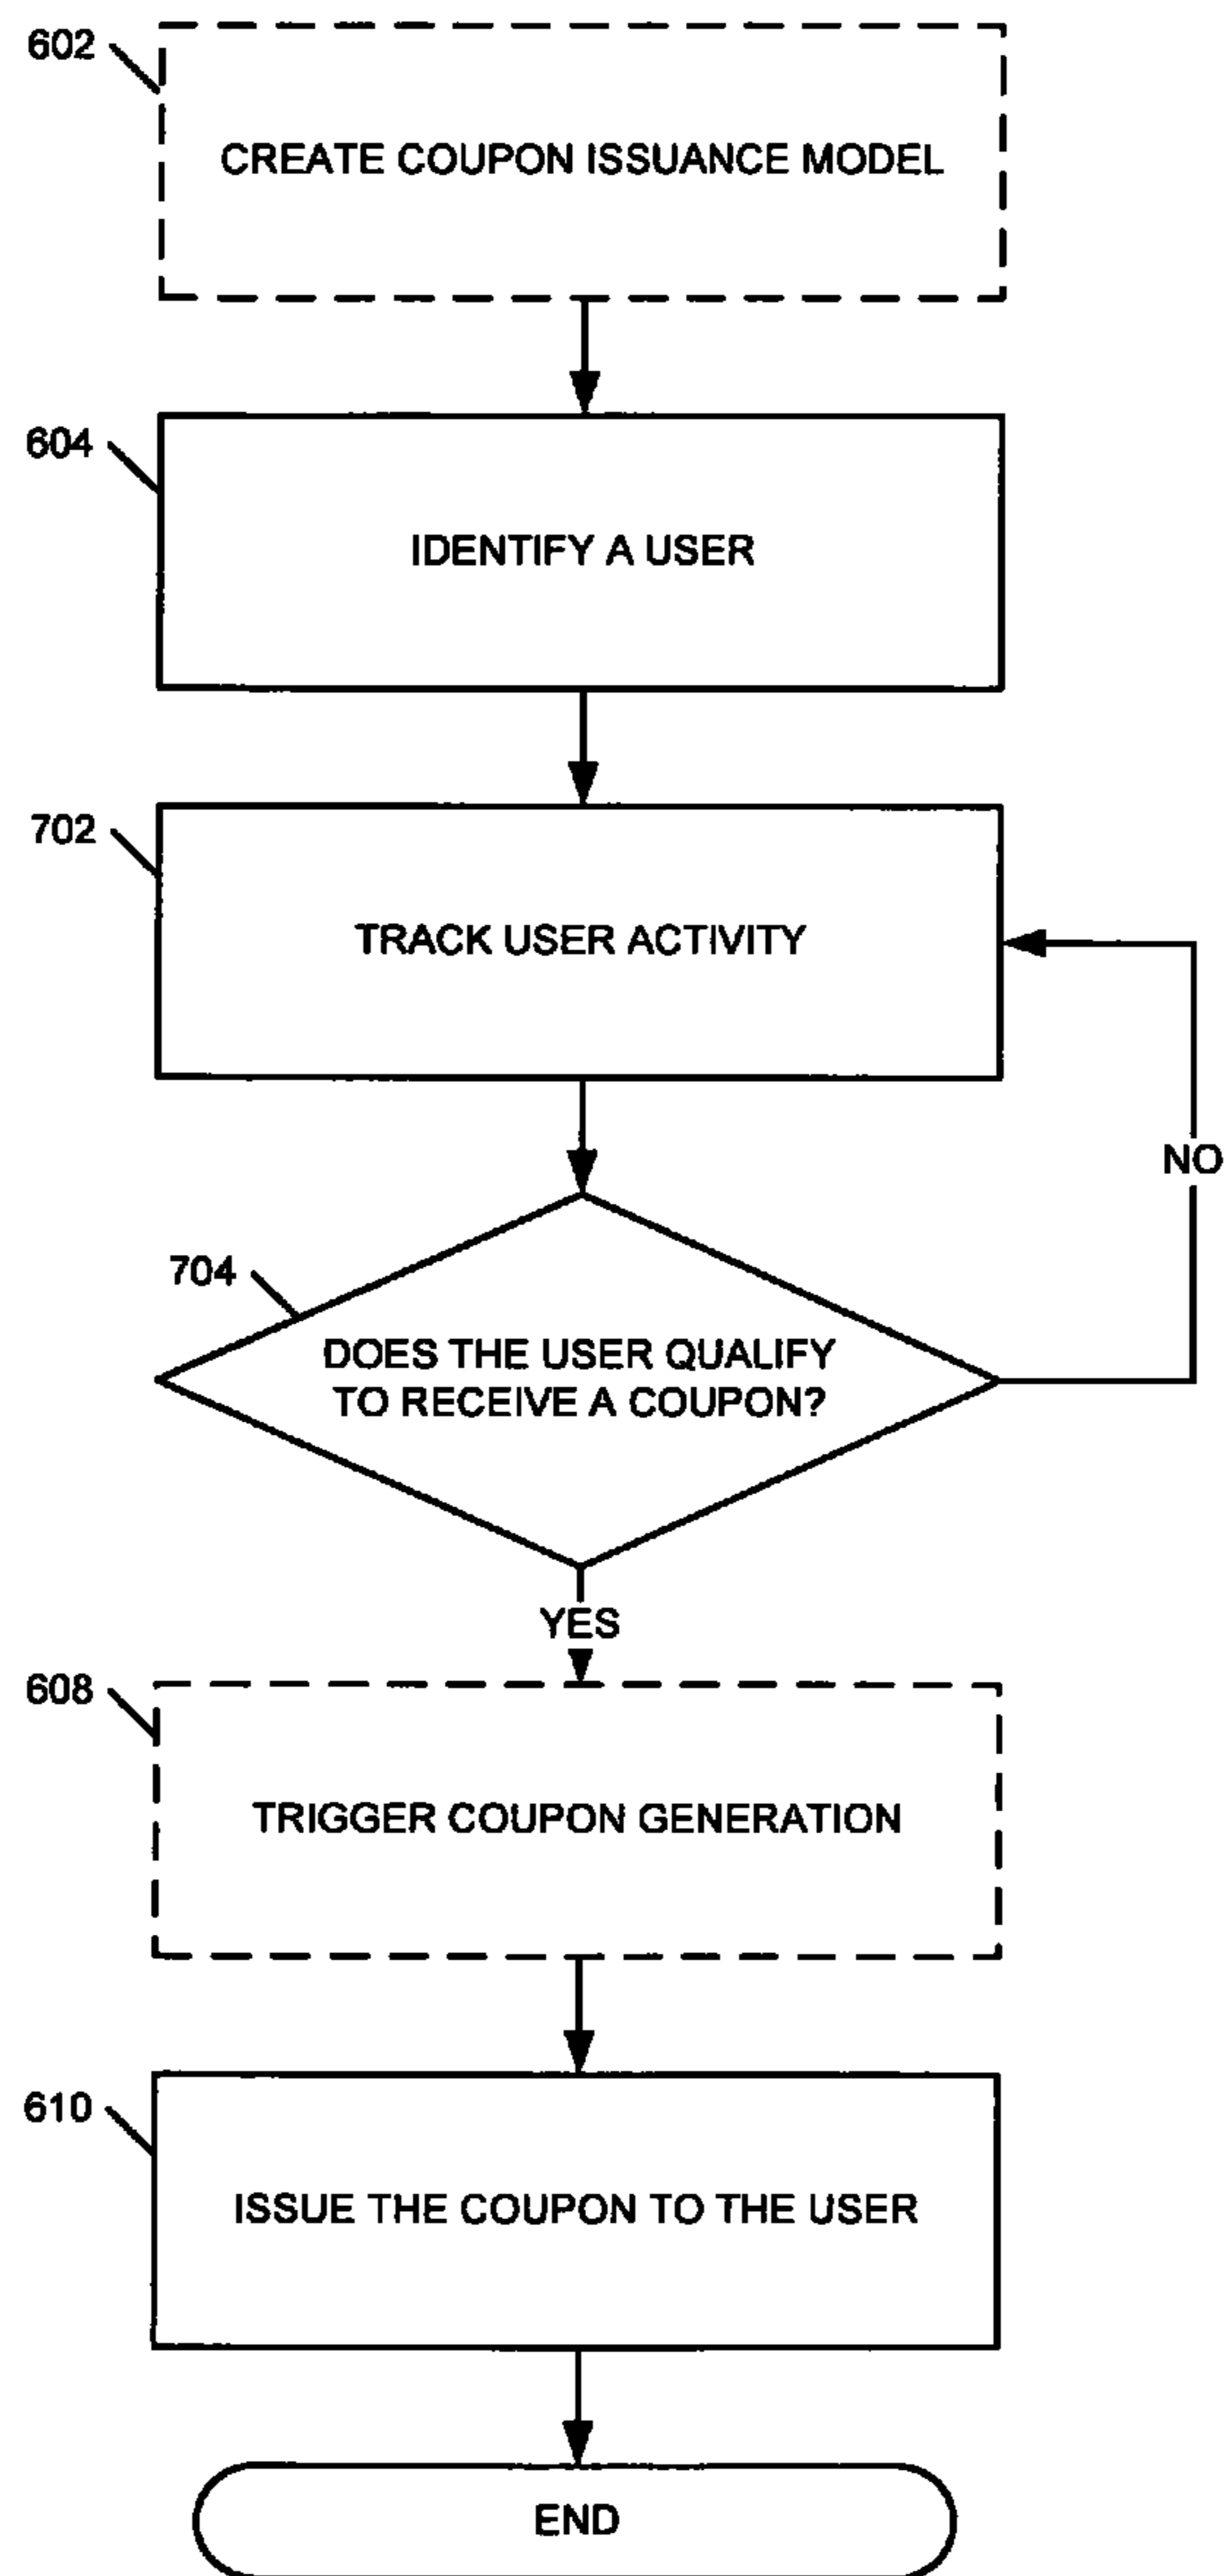 602
CREATE COUPON ISSUANCE MODEL
604
IDENTIFY A USER
702
TRACK USER ACTIVITY
NO
704
DOES THE USER QUALIFY
TO RECEIVE A COUPON?
YES
608
TRIGGER COUPON GENERATION
610
ISSUE THE COUPON TO THE USER
END